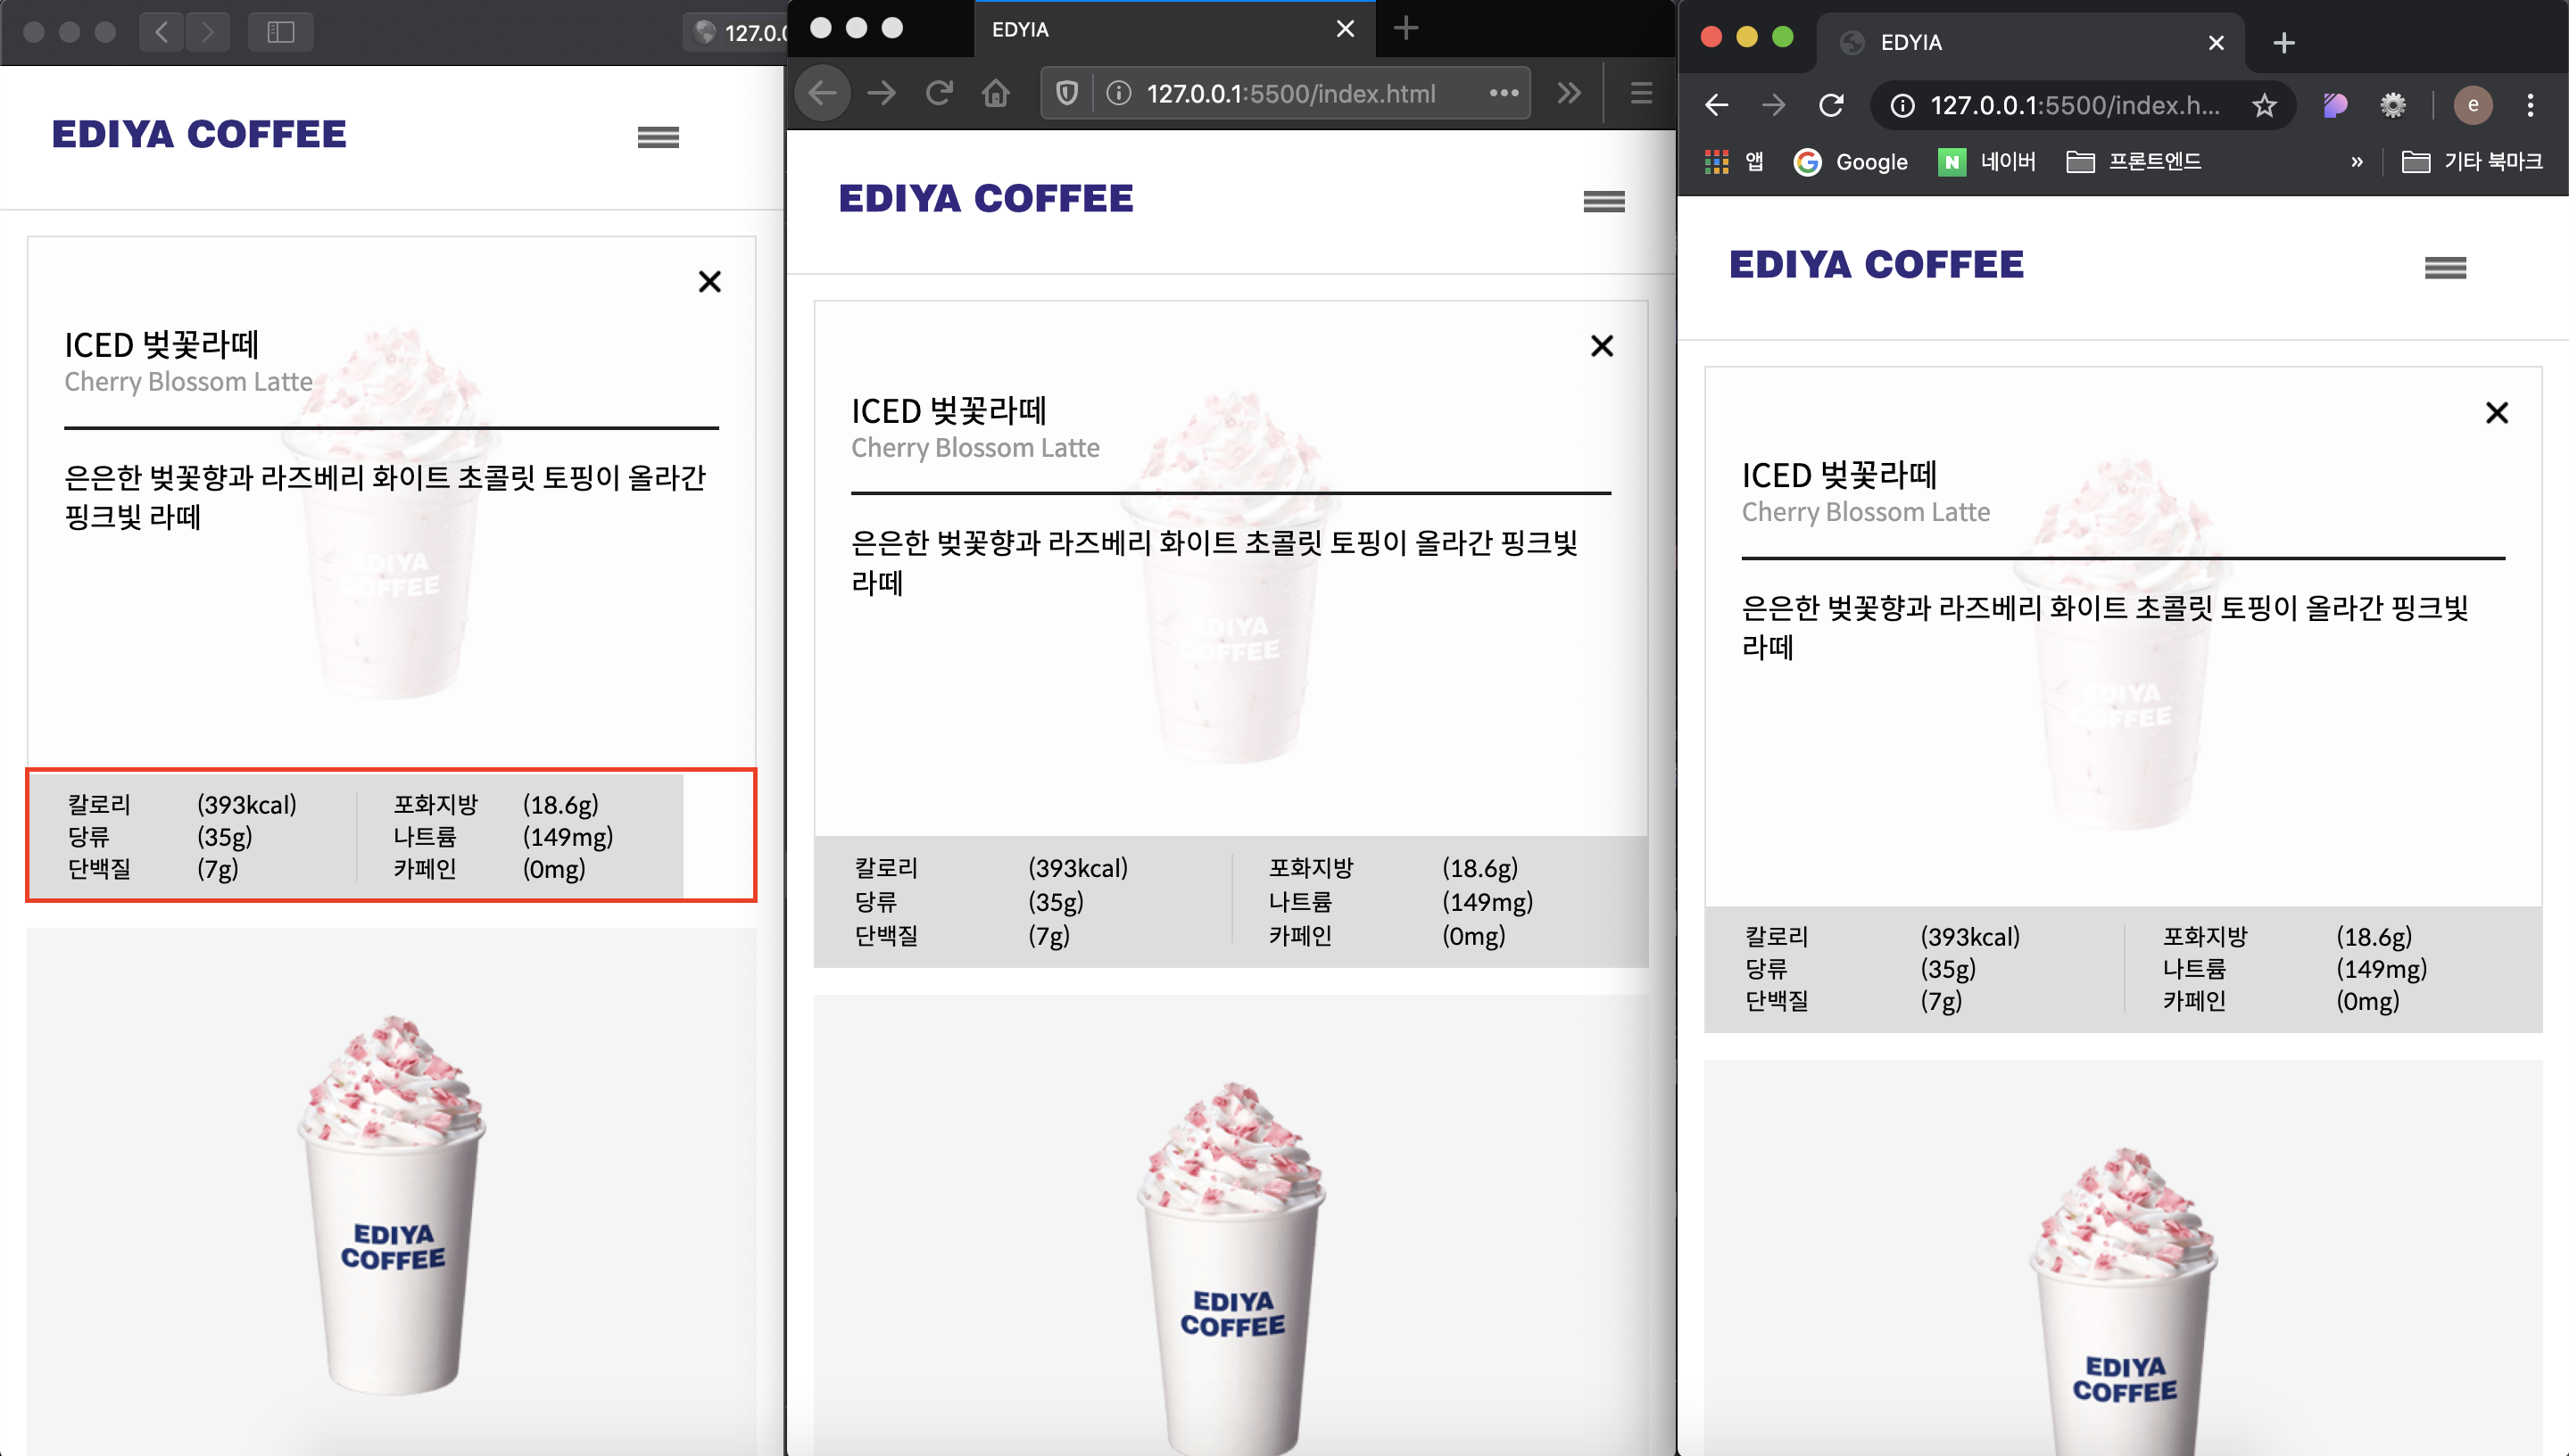 127.0.0
EDIYA COFFEE
ICED 벚꽃라떼
Cherry Blossom Latte
은은한 벚꽃향과 라즈베리 화이트 초콜릿 토핑이 올라간
핑크빛 라떼
EDIYA
COFFEE
칼로리 (393kcal) 포화지방 (18.6g)
당류 (35g) 나트륨 (149mg)
단백질 (7g) 카페인 (0mg)
EDIYA
COFFEE
EDYIA
127.0.0.1:5500/index.html
EDIYA COFFEE
ICED 벚꽃라떼
Cherry Blossom Latte
은은한 벚꽃향과 라즈베리 화이트 초콜릿 토핑이 올라간 핑크빛
라떼
EDIYA
COFFEE
칼로리 (393kcal) 포화지방 (18.6g)
당류 (35g) 나트륨 (149mg)
단백질 (7g) 카페인 (0mg)
EDIYA
COFFEE
EDYIA
127.0.0.1:5500/index.h...
e
앱 Google N 네이버 프론트엔드 » 기타 북마크
EDIYA COFFEE
ICED 벚꽃라떼
Cherry Blossom Latte
은은한 벚꽃향과 라즈베리 화이트 초콜릿 토핑이 올라간 핑크빛
라떼
EDIYA
COFFEE
칼로리 (393kcal) 포화지방 (18.6g)
당류 (35g) 나트륨 (149mg)
단백질 (7g) 카페인 (0mg)
EDIYA
COFFEE